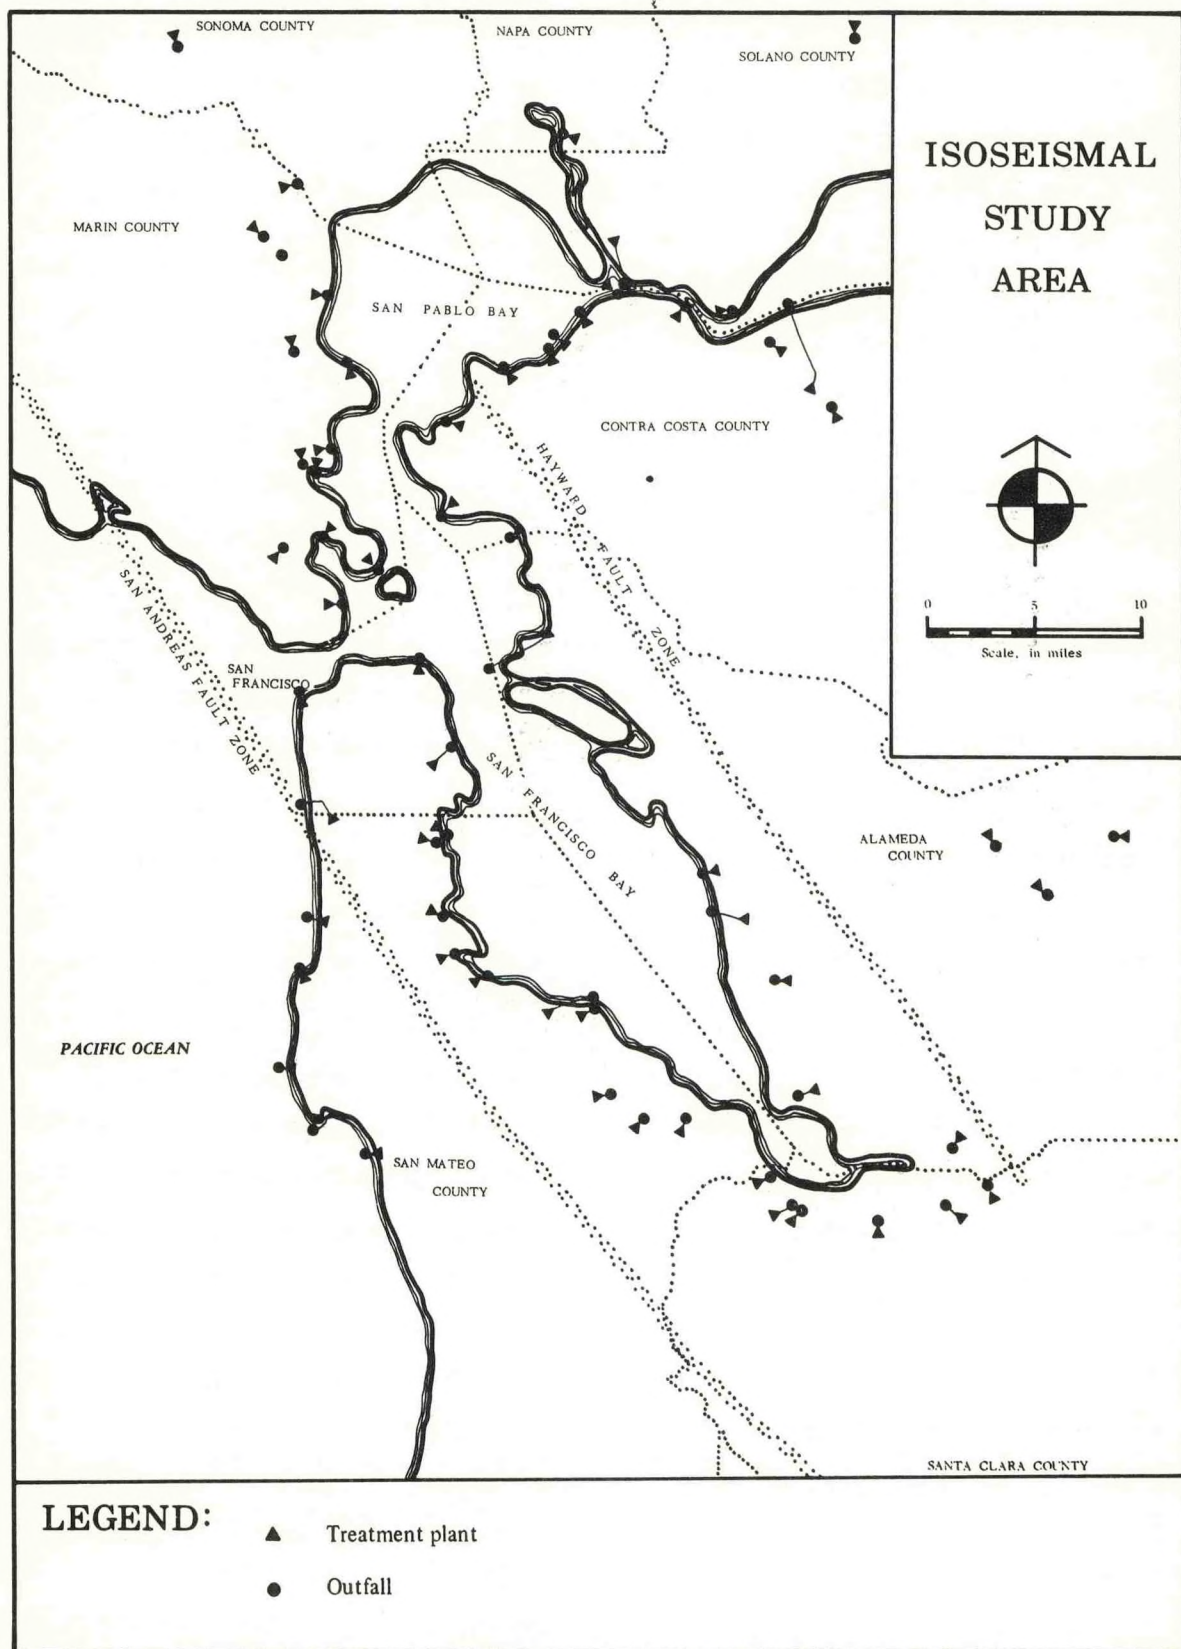 SONOMA COUNTY
NAPA COUNTY
SOLANO COUNTY
ISOSEISMAL
STUDY
AREA
MARIN COUNTY
SAN PABLO BAY
CONTRA COSTA COUNTY
HAYWARD FAULT ZONE
0 5 10
Scale, in miles
SAN ANDREAS FAULT ZONE
SAN
FRANCISCO
SAN FRANCISCO BAY
ALAMEDA
COUNTY
PACIFIC OCEAN
SAN MATEO
COUNTY
SANTA CLARA COUNTY
LEGEND:
Treatment plant
Outfall